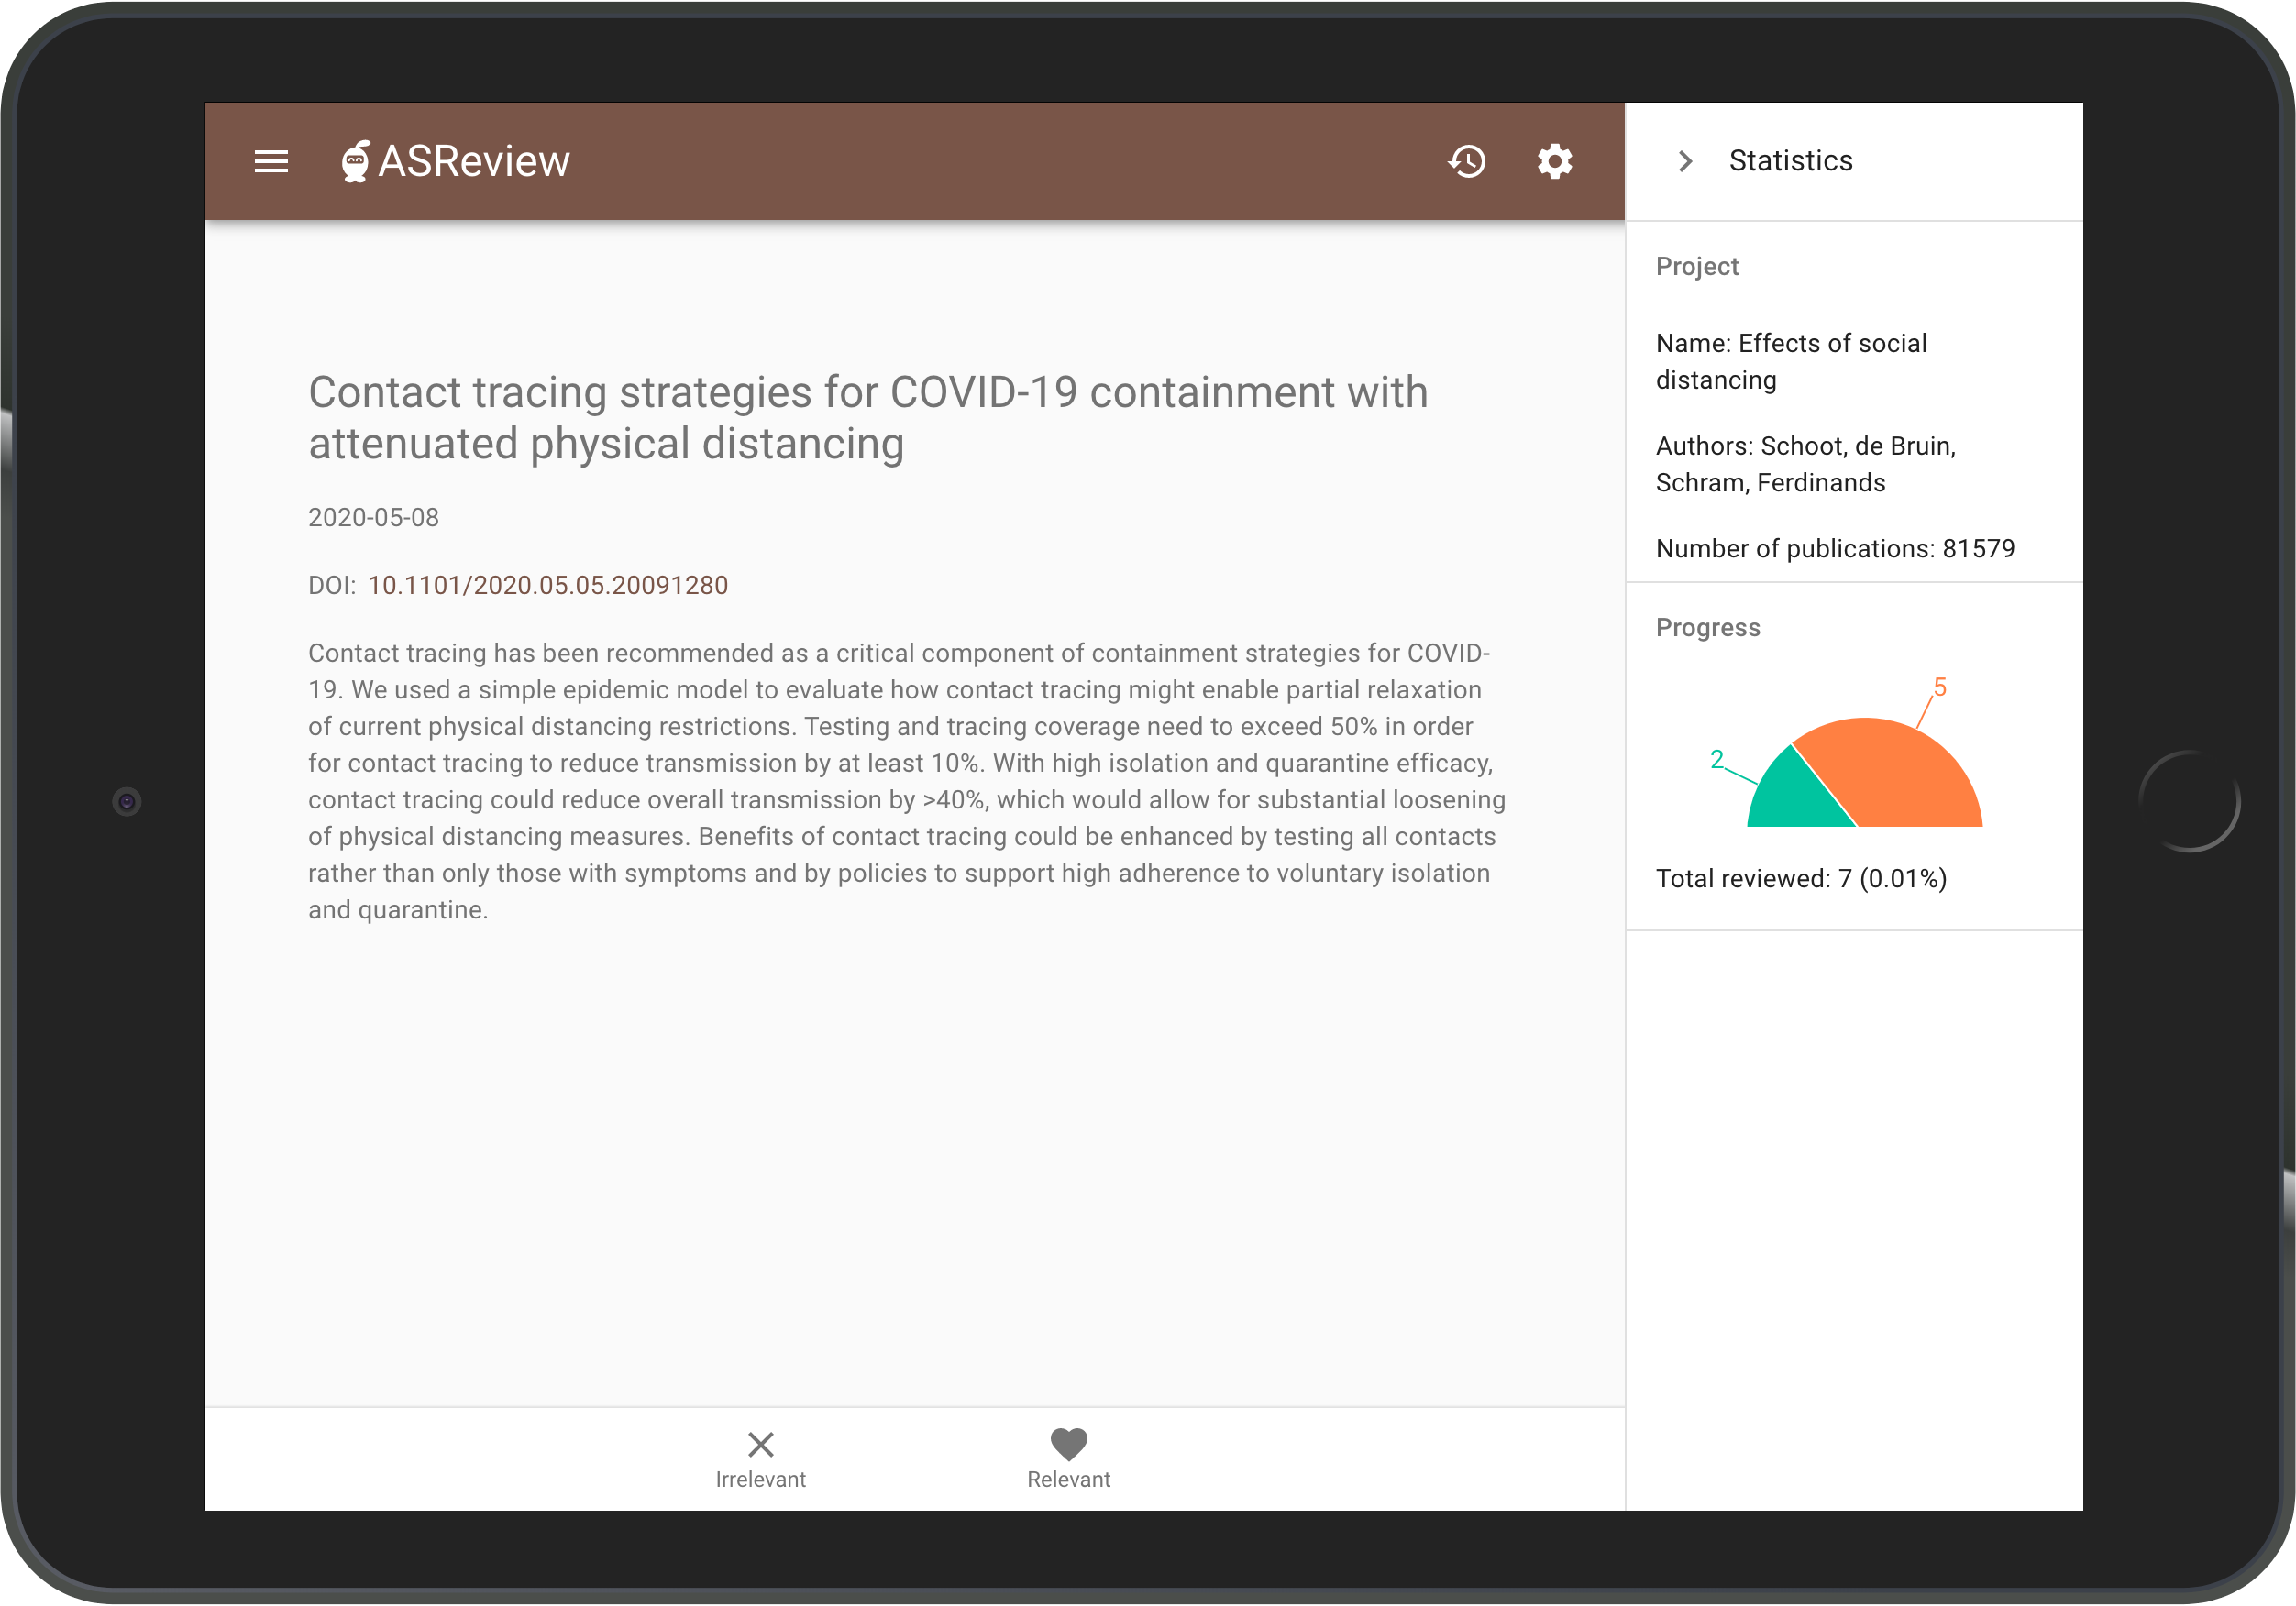 ASReview
Contact tracing strategies for COVID-19 containment with
attenuated physical distancing
2020-05-08
DOI: 10.1101/2020.05.05.20091280
Contact tracing has been recommended as a critical component of containment strategies for COVID-
19. We used a simple epidemic model to evaluate how contact tracing might enable partial relaxation
of current physical distancing restrictions. Testing and tracing coverage need to exceed 50% in order
for contact tracing to reduce transmission by at least 10%. With high isolation and quarantine efficacy,
contact tracing could reduce overall transmission by >40%, which would allow for substantial loosening
of physical distancing measures. Benefits of contact tracing could be enhanced by testing all contacts
rather than only those with symptoms and by policies to support high adherence to voluntary isolation
and quarantine.
Irrelevant
Relevant
Statistics
Project
Name: Effects of social
distancing
Authors: Schoot, de Bruin,
Schram, Ferdinands
Number of publications: 81579
Progress
5
2
Total reviewed: 7 (0.01%)